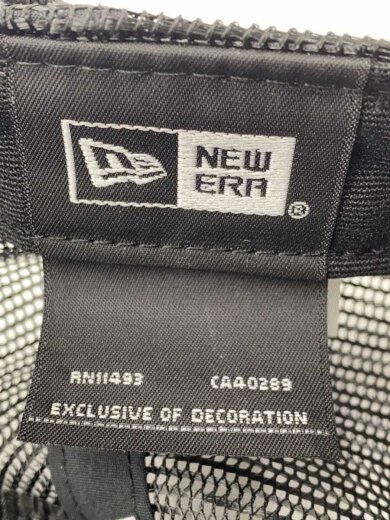 NEW
ERA
®
RN11493 CA40289
EXCLUSIVE OF DECORATION